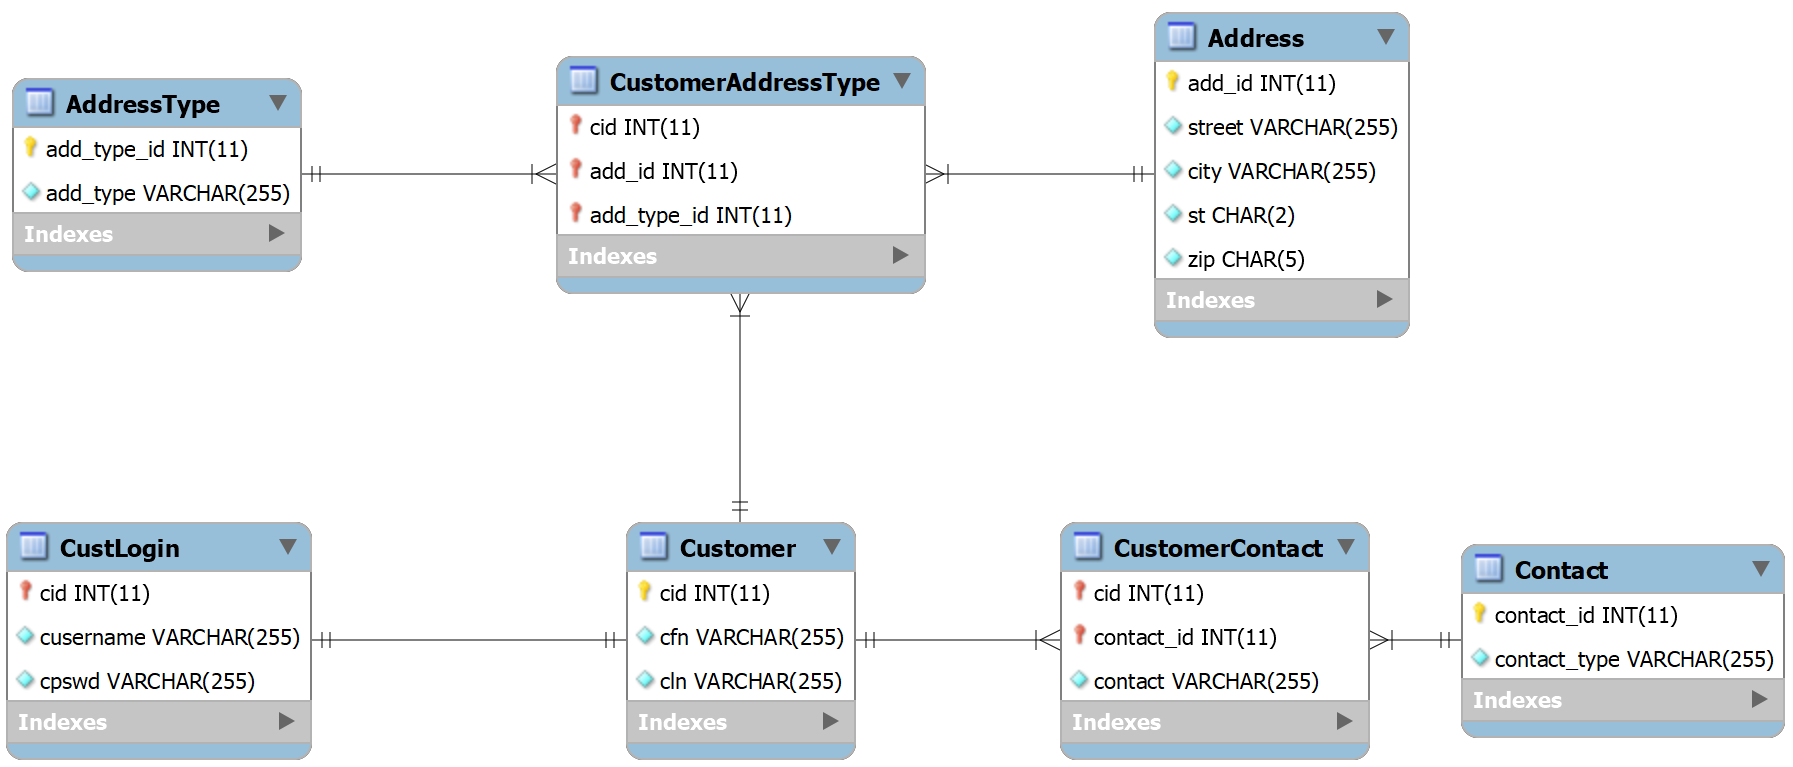 AddressType
add_type_id INT(11)
add_type VARCHAR(255)
Indexes
CustomerAddressType
cid INT(11)
add_id INT(11)
add_type_id INT(11)
Indexes
Address
add_id INT(11)
street VARCHAR(255)
city VARCHAR(255)
st CHAR(2)
zip CHAR(5)
Indexes
CustLogin
cid INT(11)
cusername VARCHAR(255)
cpswd VARCHAR(255)
Indexes
Customer
cid INT(11)
cfn VARCHAR(255)
cln VARCHAR(255)
Indexes
CustomerContact
cid INT(11)
contact_id INT(11)
contact VARCHAR(255)
Indexes
Contact
contact_id INT(11)
contact_type VARCHAR(255)
Indexes